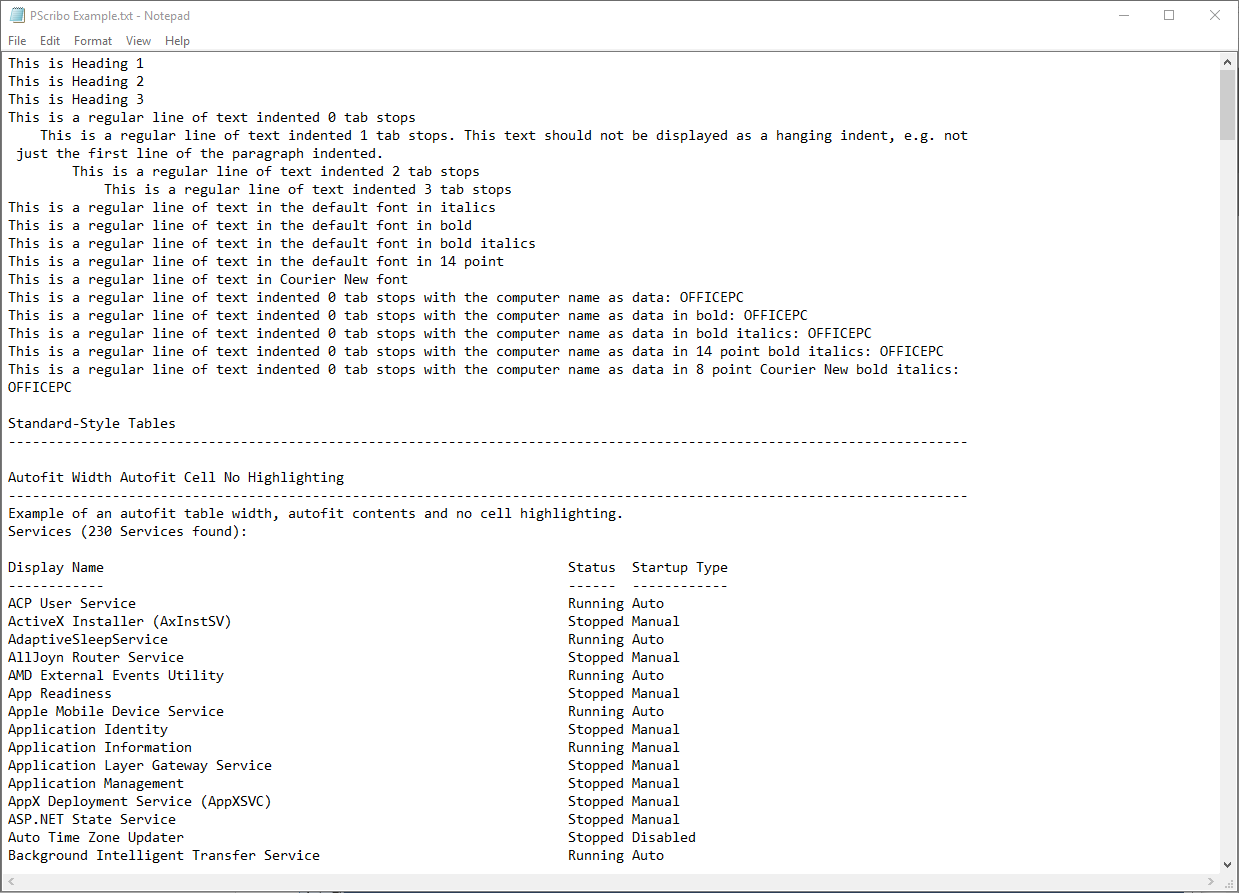 PScribo Example.txt - Notepad
File Edit Format View Help
This is Heading 1
This is Heading 2
This is Heading 3
This is a regular line of text indented 0 tab stops
    This is a regular line of text indented 1 tab stops. This text should not be displayed as a hanging indent, e.g. not
 just the first line of the paragraph indented.
        This is a regular line of text indented 2 tab stops
            This is a regular line of text indented 3 tab stops
This is a regular line of text in the default font in italics
This is a regular line of text in the default font in bold
This is a regular line of text in the default font in bold italics
This is a regular line of text in the default font in 14 point
This is a regular line of text in Courier New font
This is a regular line of text indented 0 tab stops with the computer name as data: OFFICEPC
This is a regular line of text indented 0 tab stops with the computer name as data in bold: OFFICEPC
This is a regular line of text indented 0 tab stops with the computer name as data in bold italics: OFFICEPC
This is a regular line of text indented 0 tab stops with the computer name as data in 14 point bold italics: OFFICEPC
This is a regular line of text indented 0 tab stops with the computer name as data in 8 point Courier New bold italics:
OFFICEPC

Standard-Style Tables
------------------------------------------------------------------------------------------------------------------------

Autofit Width Autofit Cell No Highlighting
------------------------------------------------------------------------------------------------------------------------
Example of an autofit table width, autofit contents and no cell highlighting.
Services (230 Services found):

Display Name                                                          Status  Startup Type
------------                                                          ------  ------------
ACP User Service                                                      Running Auto
ActiveX Installer (AxInstSV)                                          Stopped Manual
AdaptiveSleepService                                                  Running Auto
AllJoyn Router Service                                                Stopped Manual
AMD External Events Utility                                           Running Auto
App Readiness                                                         Stopped Manual
Apple Mobile Device Service                                           Running Auto
Application Identity                                                  Stopped Manual
Application Information                                               Running Manual
Application Layer Gateway Service                                     Stopped Manual
Application Management                                                Stopped Manual
AppX Deployment Service (AppXSVC)                                     Stopped Manual
ASP.NET State Service                                                 Stopped Manual
Auto Time Zone Updater                                                Stopped Disabled
Background Intelligent Transfer Service                               Running Auto